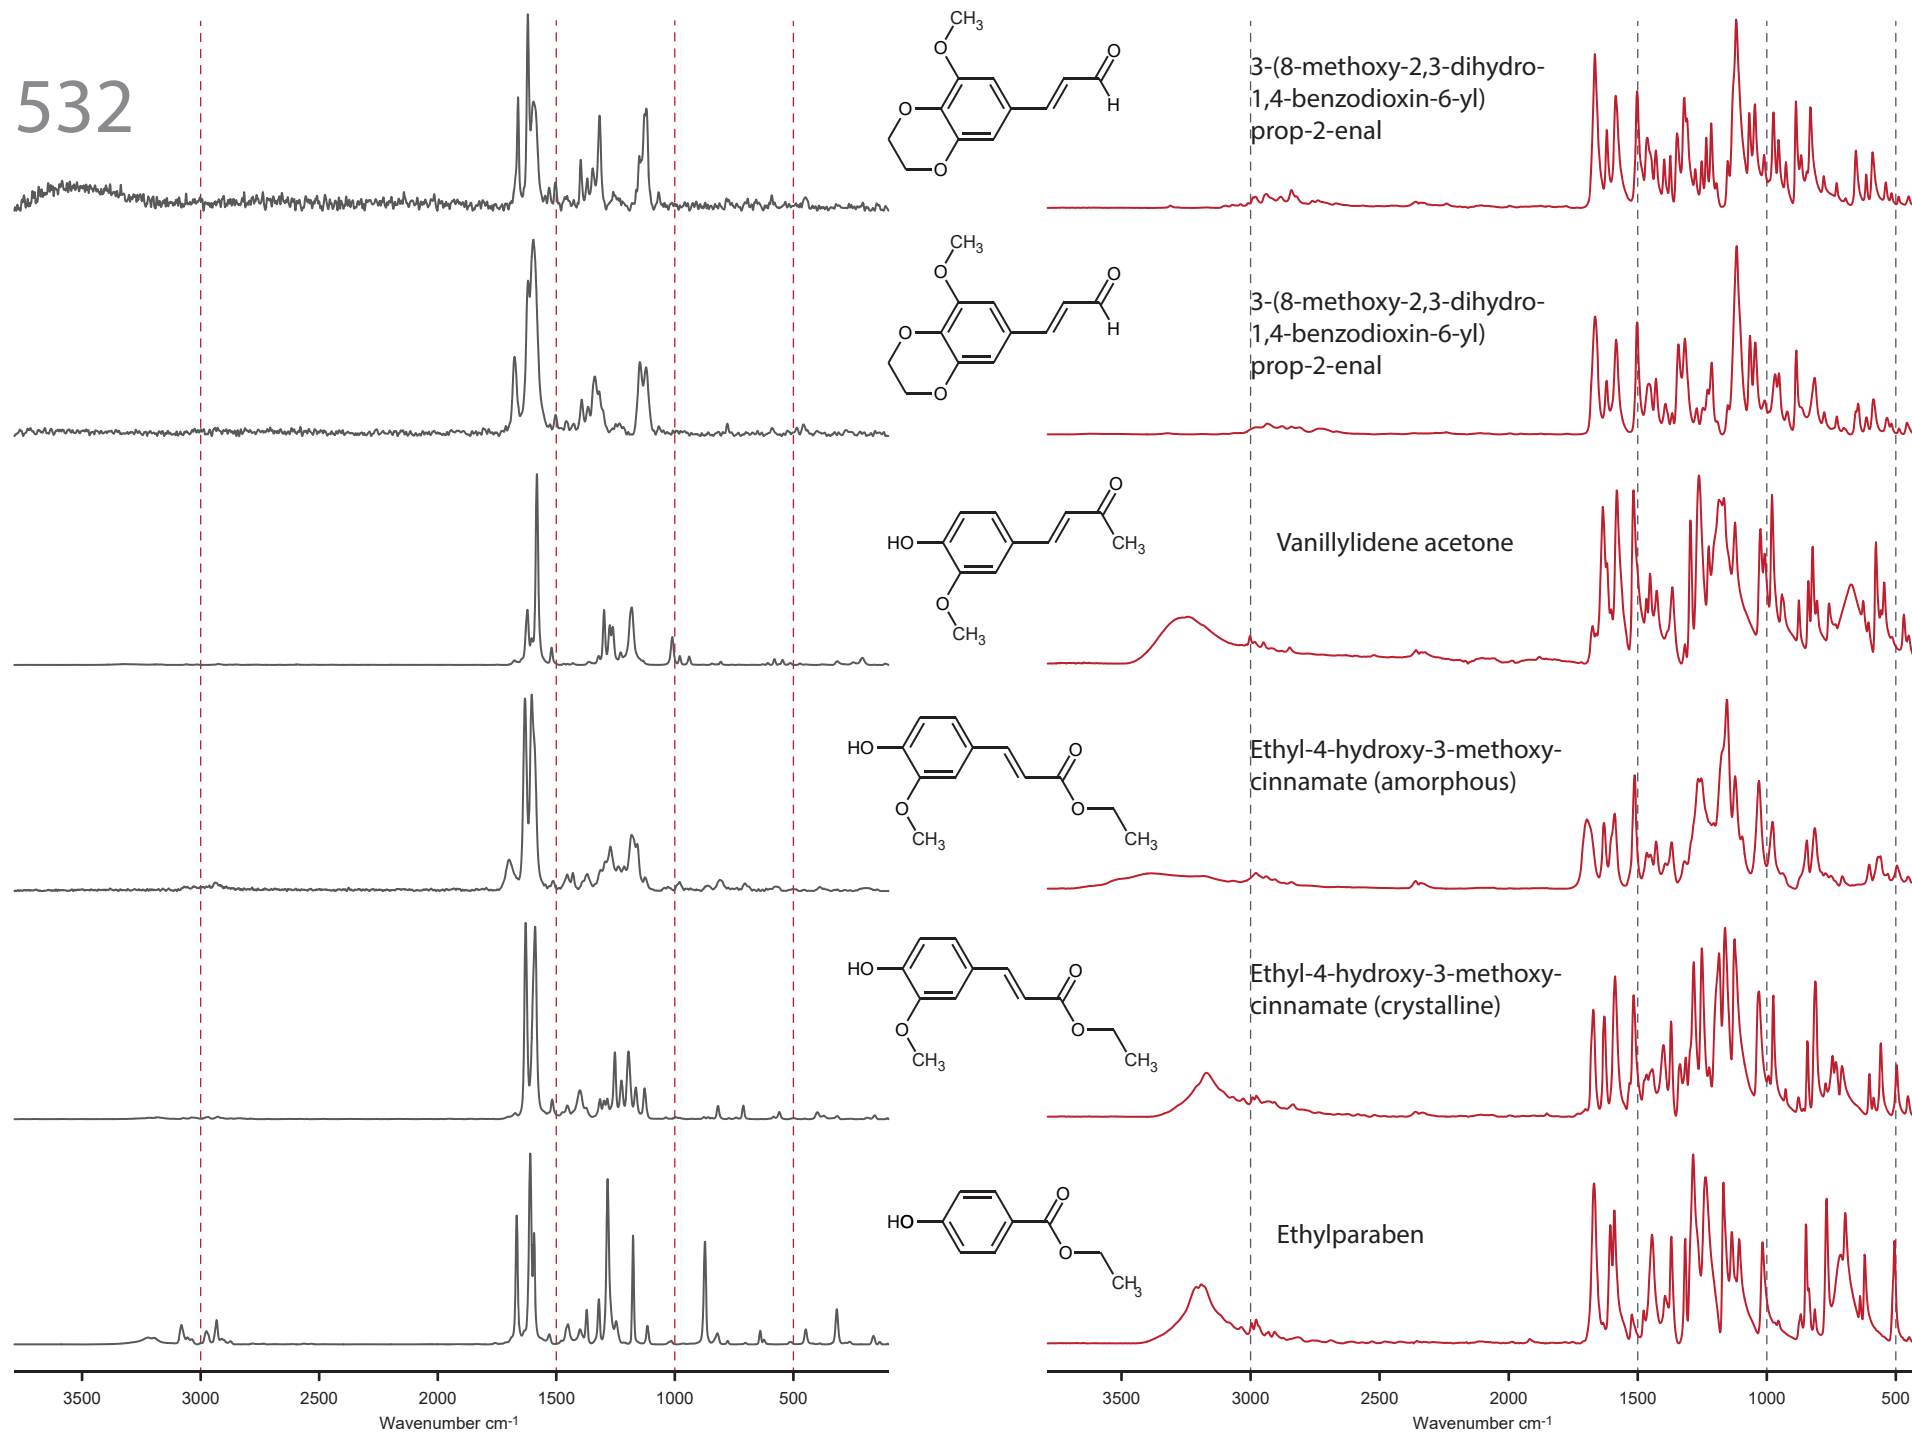 532
CH3
O
O
O
O
H
3-(8-methoxy-2,3-dihydro-
1,4-benzodioxin-6-yl)
prop-2-enal
CH3
O
O
O
O
H
3-(8-methoxy-2,3-dihydro-
1,4-benzodioxin-6-yl)
prop-2-enal
O
HO
CH3
O
CH3
Vanillylidene acetone
HO
O
O
O
CH3
CH3
Ethyl-4-hydroxy-3-methoxy-
cinnamate (amorphous)
HO
O
O
O
CH3
CH3
Ethyl-4-hydroxy-3-methoxy-
cinnamate (crystalline)
O
HO
O
CH3
Ethylparaben
3500 3000 2500 2000 1500 1000 500
Wavenumber cm-1
3500 3000 2500 2000 1500 1000 500
Wavenumber cm-1